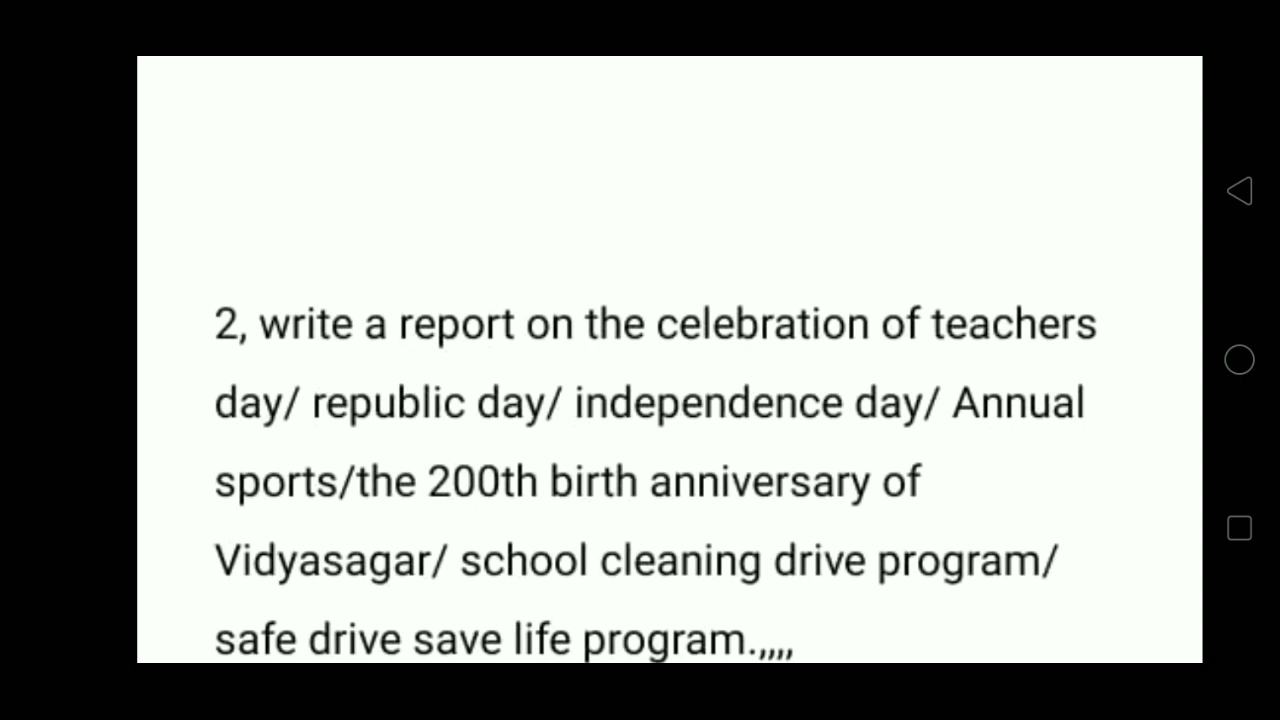 2, write a report on the celebration of teachers
day/ republic day/ independence day/ Annual
sports/the 200th birth anniversary of
Vidyasagar/ school cleaning drive program/
safe drive save life program.,,,,